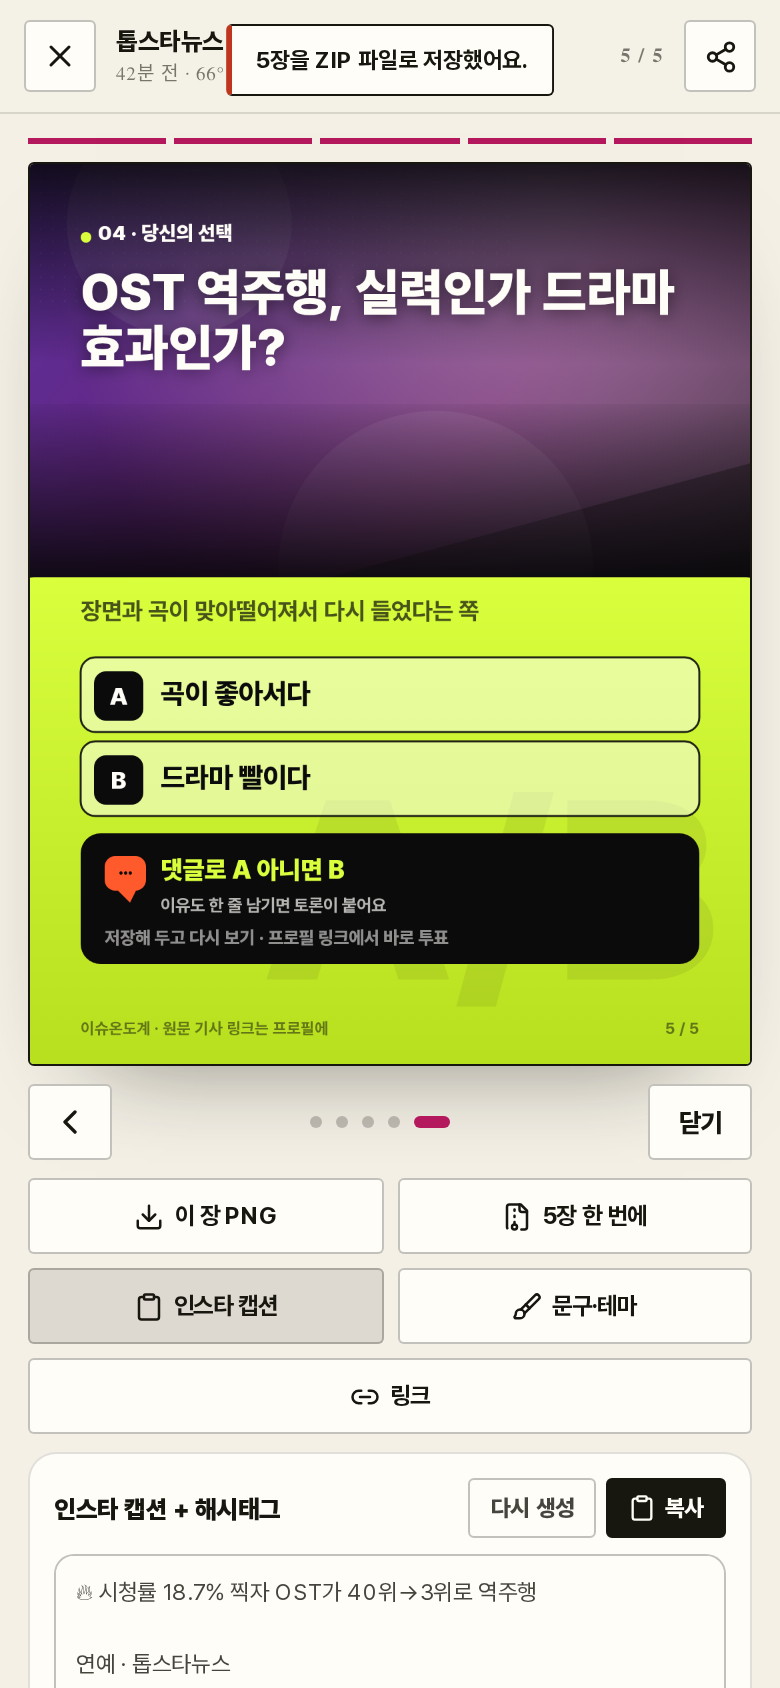 톱스타뉴스
42분 전 · 66°
5장을 ZIP 파일로 저장했어요.
5 / 5
04 · 당신의 선택
OST 역주행, 실력인가 드라마
효과인가?
장면과 곡이 맞아떨어져서 다시 들었다는 쪽
A 곡이 좋아서다
B 드라마 빨이다
A/B
댓글로 A 아니면 B
이유도 한 줄 남기면 토론이 붙어요
저장해 두고 다시 보기 · 프로필 링크에서 바로 투표
이슈온도계 · 원문 기사 링크는 프로필에
5 / 5
닫기
이 장 PNG
5장 한 번에
인스타 캡션
문구·테마
링크
인스타 캡션 + 해시태그
다시 생성
복사
🔥 시청률 18.7% 찍자 OST가 40위→3위로 역주행
연예 · 톱스타뉴스